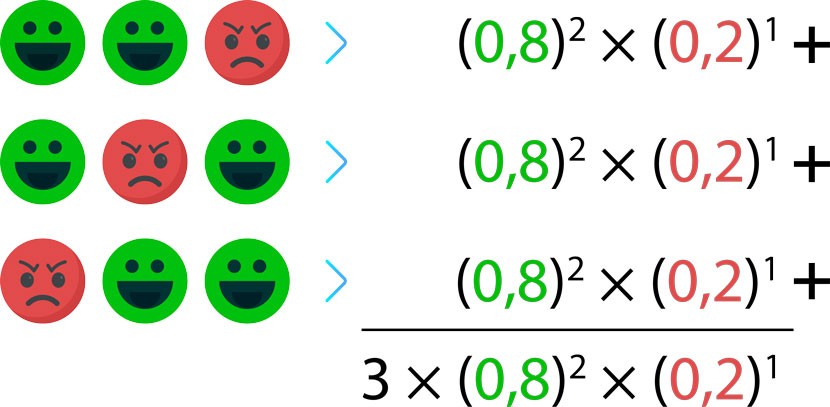 (0,8)² × (0,2)¹ +
(0,8)² × (0,2)¹ +
(0,8)² × (0,2)¹ +
3 × (0,8)² × (0,2)¹